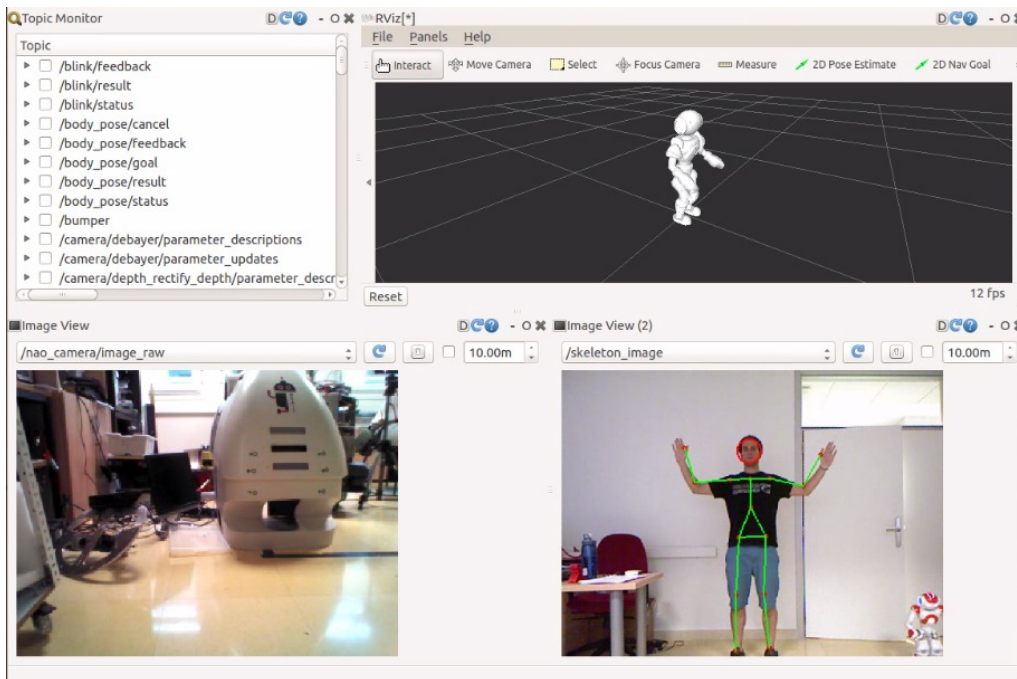 Topic Monitor
D
- O ✖
RViz[*]
D
- O
File Panels Help
Topic
Interact
Move Camera
Select
Focus Camera
Measure
2D Pose Estimate
2D Nav Goal
/blink/feedback
/blink/result
/blink/status
/body_pose/cancel
/body_pose/feedback
/body_pose/goal
/body_pose/result
/body_pose/status
/bumper
/camera/debayer/parameter_descriptions
/camera/debayer/parameter_updates
/camera/depth_rectify_depth/parameter_descr
Reset
12 fps
Image View
D
- O ✖
Image View (2)
D
- O
/nao_camera/image_raw
10.00m
/skeleton_image
10.00m